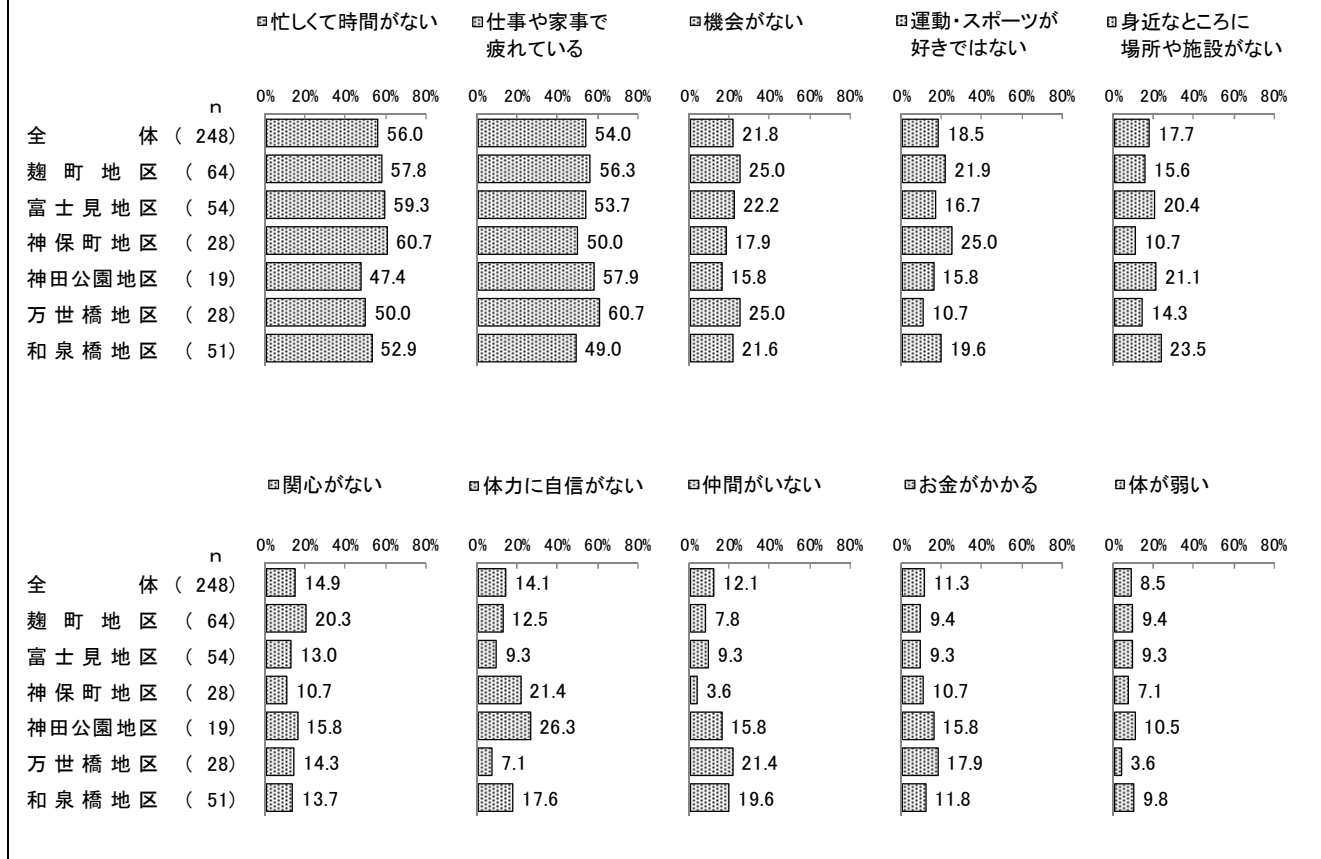 忙しくて時間がない 仕事や家事で 機会がない 運動・スポーツが 身近なところに
疲れている 好きではない 場所や施設がない
0% 20% 40% 60% 80% 0% 20% 40% 60% 80% 0% 20% 40% 60% 80% 0% 20% 40% 60% 80% 0% 20% 40% 60% 80%
n
全体 ( 248) 56.0 54.0 21.8 18.5 17.7
麹町地区 ( 64) 57.8 56.3 25.0 21.9 15.6
富士見地区 ( 54) 59.3 53.7 22.2 16.7 20.4
神保町地区 ( 28) 60.7 50.0 17.9 25.0 10.7
神田公園地区 ( 19) 47.4 57.9 15.8 15.8 21.1
万世橋地区 ( 28) 50.0 60.7 25.0 10.7 14.3
和泉橋地区 ( 51) 52.9 49.0 21.6 19.6 23.5
関心がない 体力に自信がない 仲間がいない お金がかかる 体が弱い
0% 20% 40% 60% 80% 0% 20% 40% 60% 80% 0% 20% 40% 60% 80% 0% 20% 40% 60% 80% 0% 20% 40% 60% 80%
n
全体 ( 248) 14.9 14.1 12.1 11.3 8.5
麹町地区 ( 64) 20.3 12.5 7.8 9.4 9.4
富士見地区 ( 54) 13.0 9.3 9.3 9.3 9.3
神保町地区 ( 28) 10.7 21.4 3.6 10.7 7.1
神田公園地区 ( 19) 15.8 26.3 15.8 15.8 10.5
万世橋地区 ( 28) 14.3 7.1 21.4 17.9 3.6
和泉橋地区 ( 51) 13.7 17.6 19.6 11.8 9.8